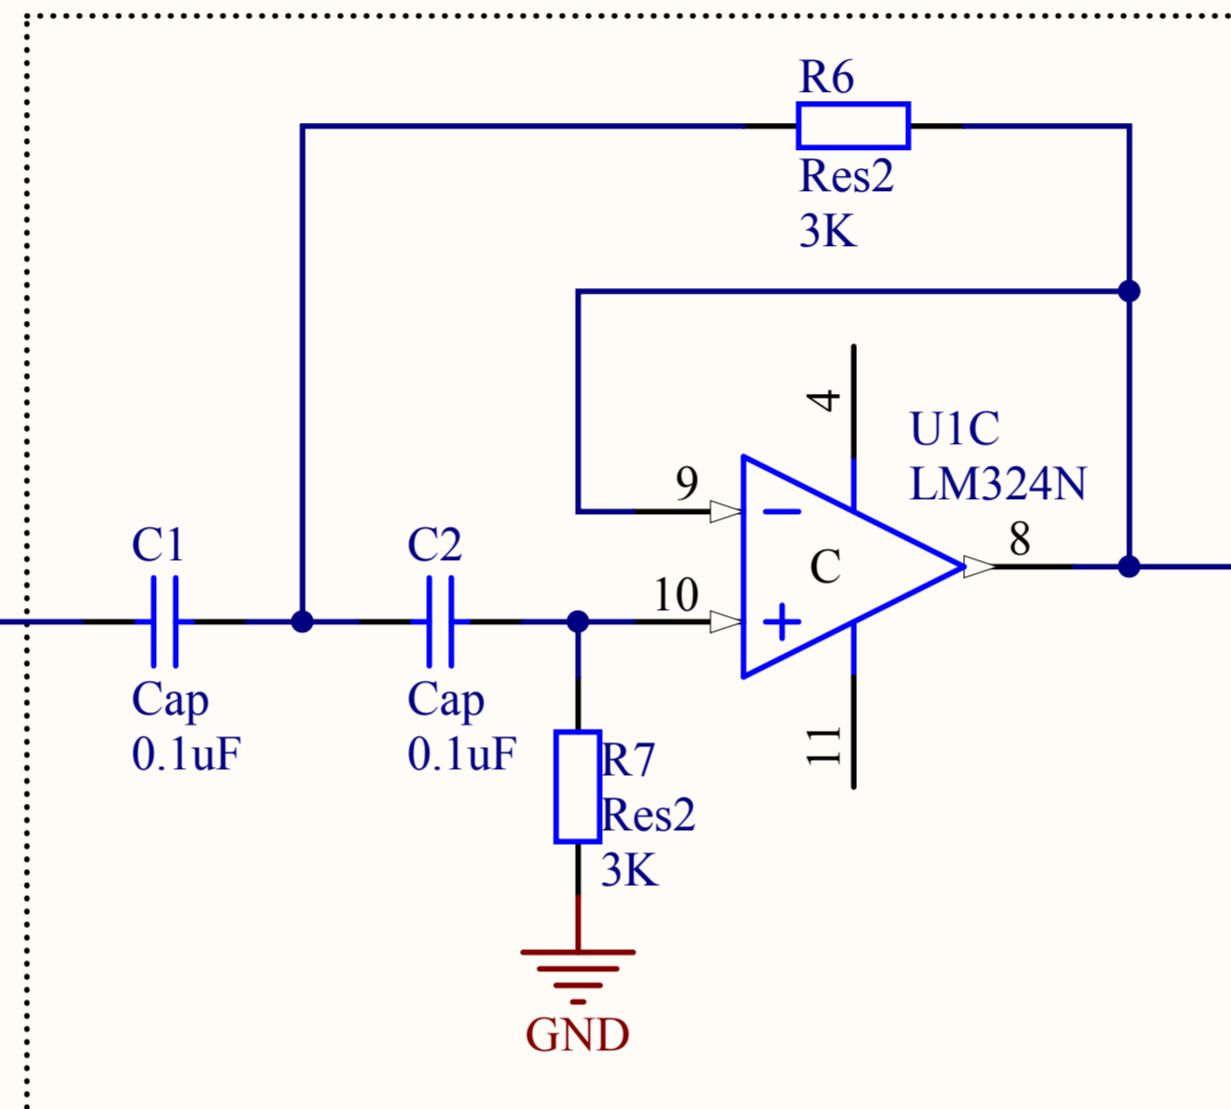 R6
Res2
3K
4
U1C
LM324N
9
8
C
C1
C2
10
Cap
0.1uF
Cap
0.1uF
11
R7
Res2
3K
GND